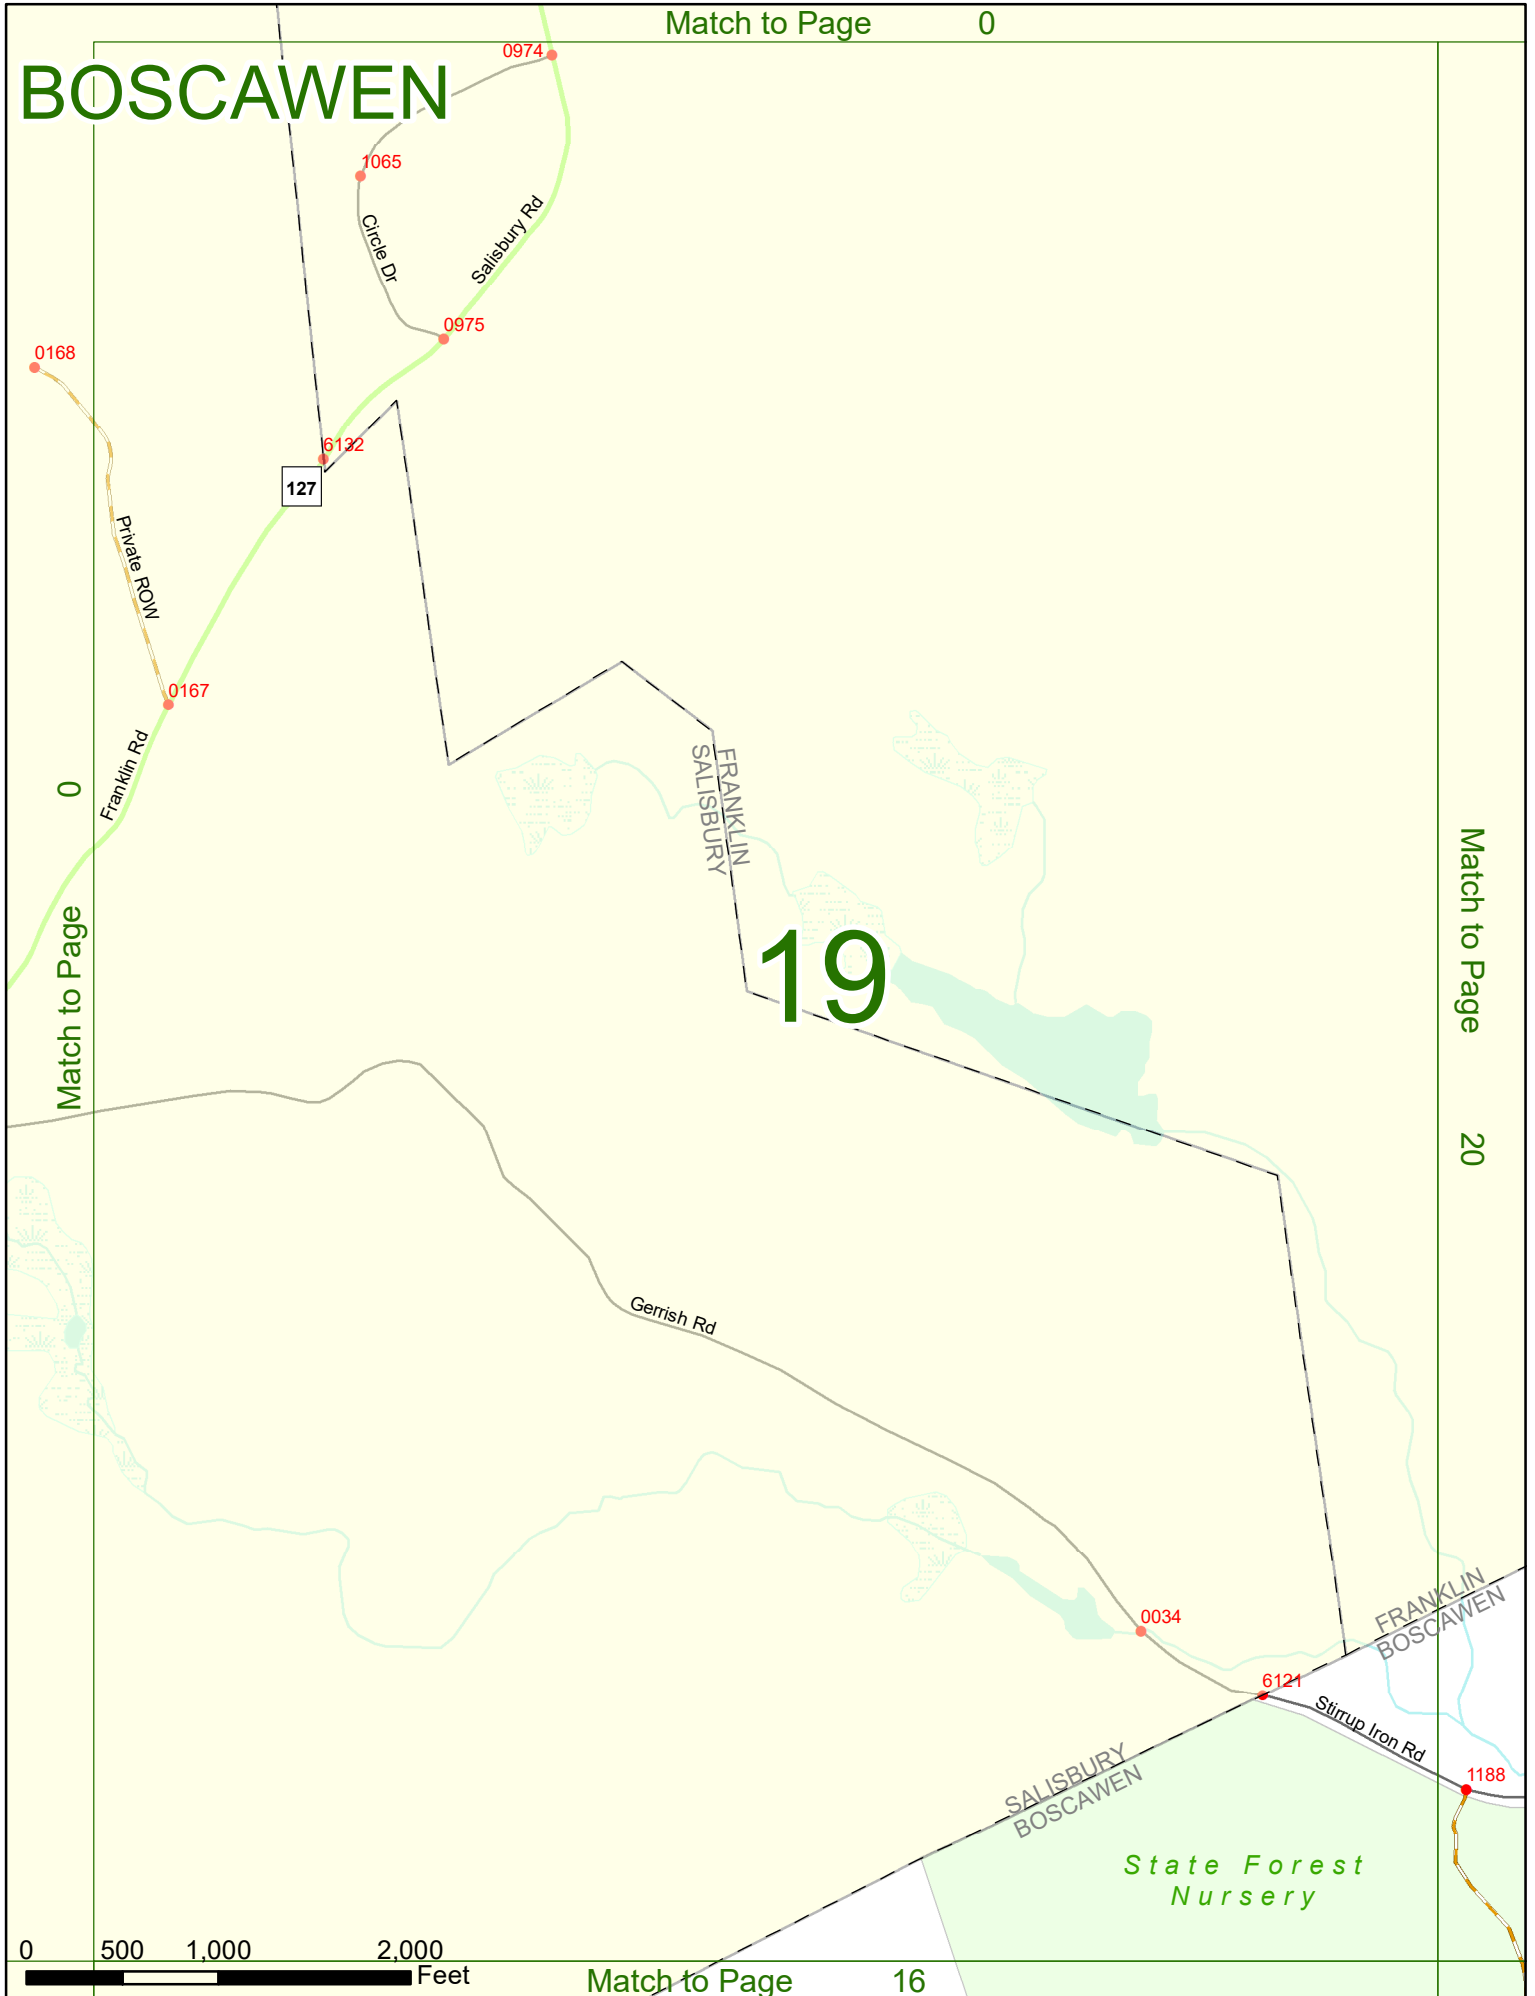 Match to Page 0
BOSCAWEN
0974
1065
Circle Dr
Salisbury Rd
0975
0168
6132
127
Private ROW
0167
Franklin Rd
FRANKLIN
SALISBURY
Match to Page 0
19
Match to Page 20
Gerrish Rd
0034
FRANKLIN
BOSCAWEN
6121
Stirrup Iron Rd
1188
SALISBURY
BOSCAWEN
State Forest
Nursery
0 500 1,000 2,000
Feet
Match to Page 16